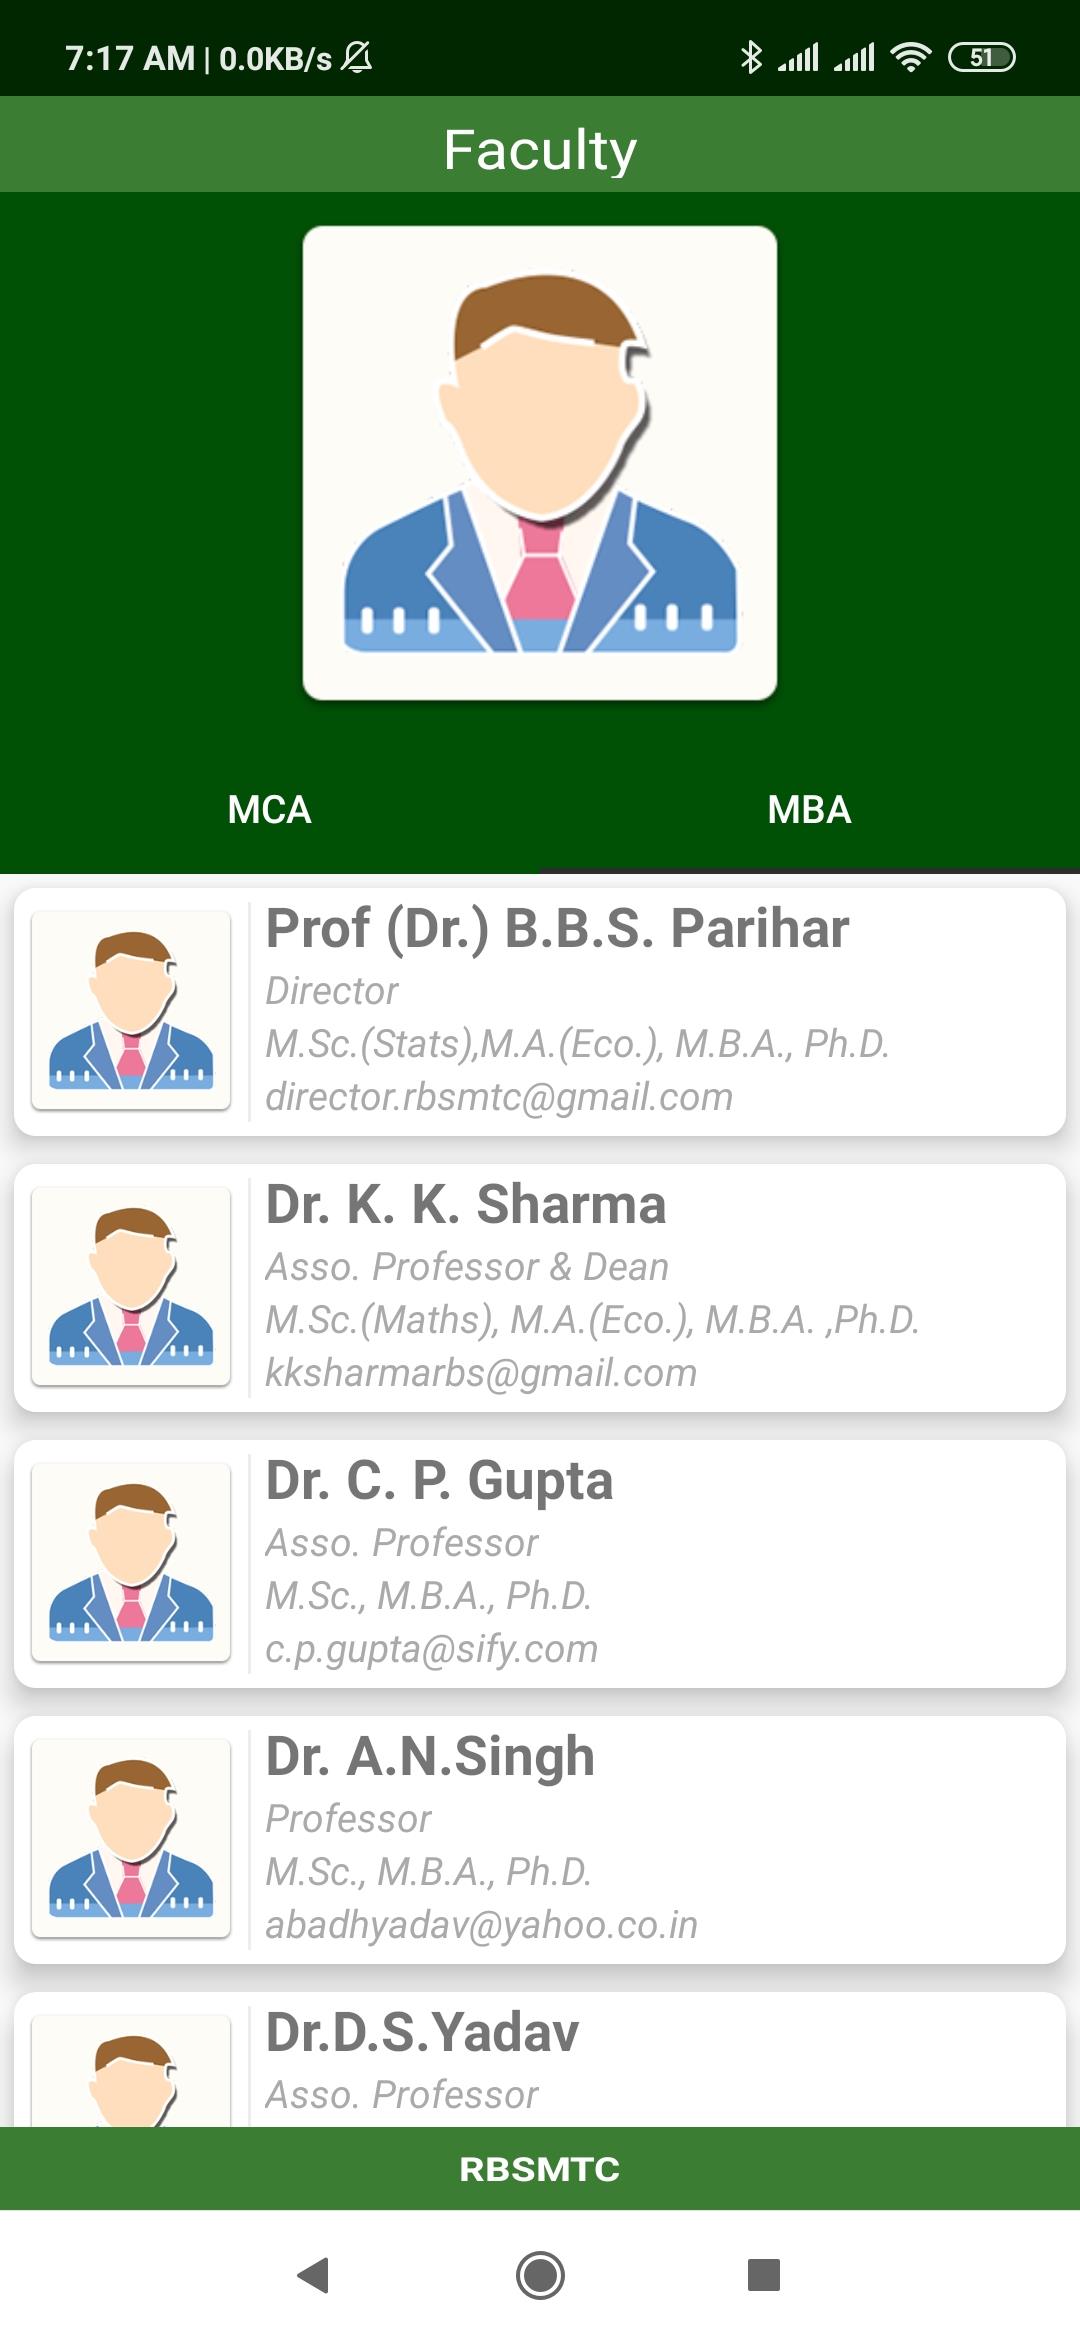 7:17 AM | 0.0KB/s
51
Faculty
MCA
MBA
Prof (Dr.) B.B.S. Parihar
Director
M.Sc.(Stats),M.A.(Eco.), M.B.A., Ph.D.
director.rbsmtc@gmail.com
Dr. K. K. Sharma
Asso. Professor & Dean
M.Sc.(Maths), M.A.(Eco.), M.B.A. ,Ph.D.
kksharmarbs@gmail.com
Dr. C. P. Gupta
Asso. Professor
M.Sc., M.B.A., Ph.D.
c.p.gupta@sify.com
Dr. A.N.Singh
Professor
M.Sc., M.B.A., Ph.D.
abadhyadav@yahoo.co.in
Dr.D.S.Yadav
Asso. Professor
RBSMTC